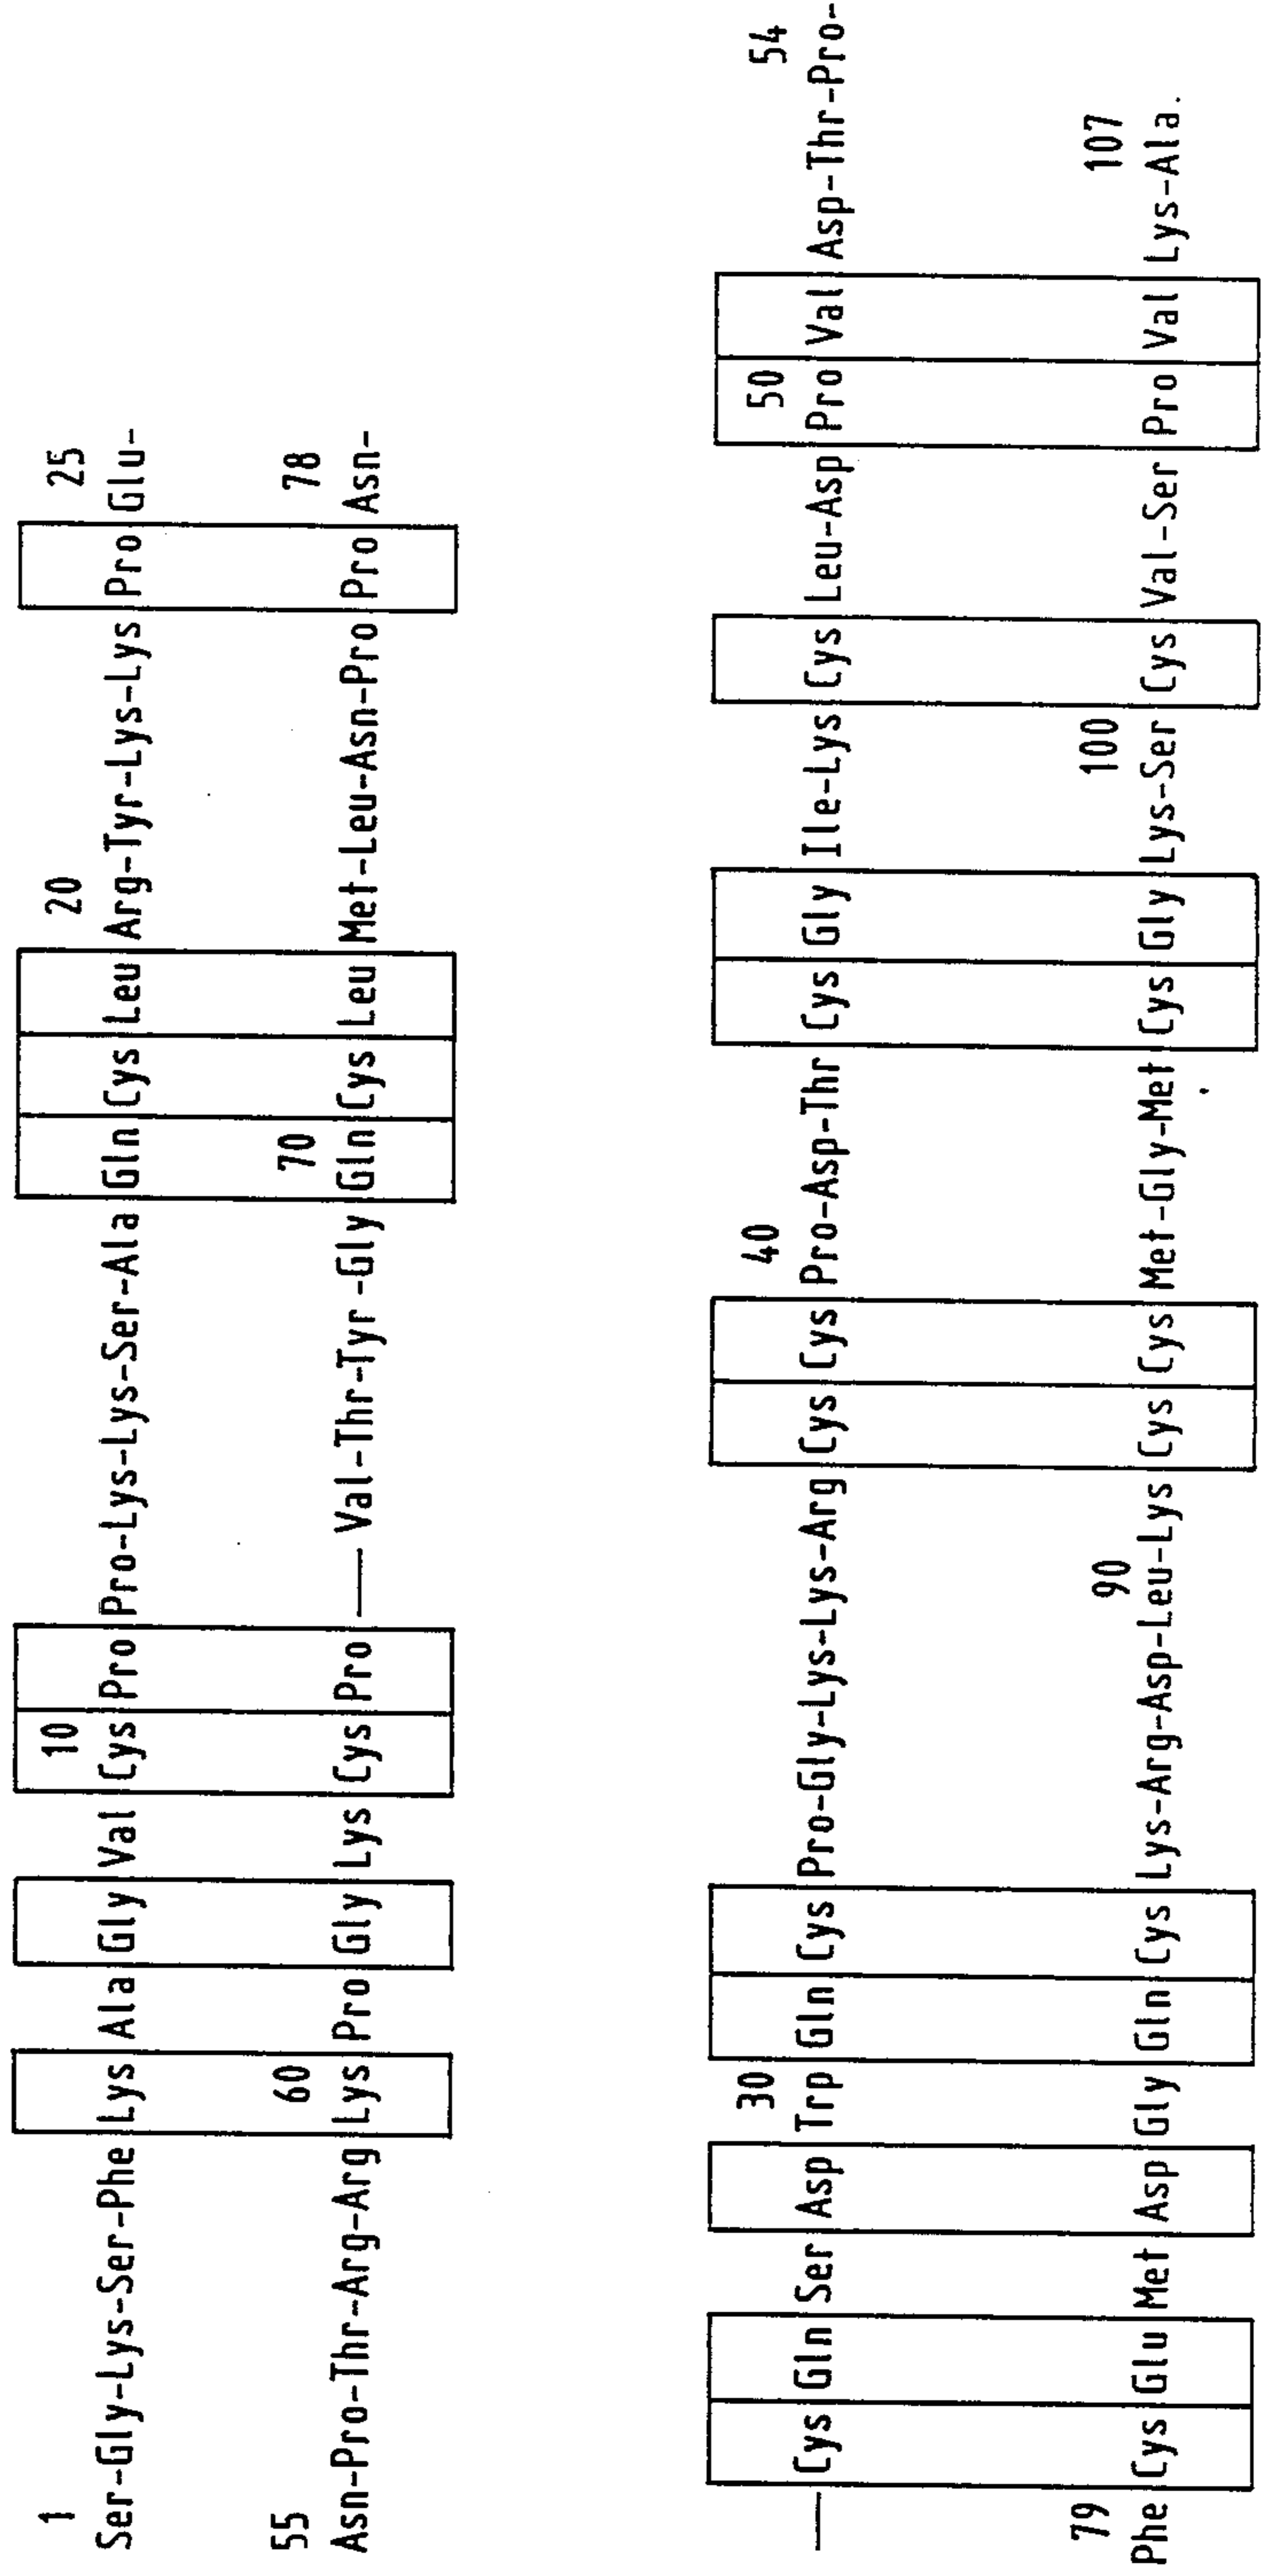 1 10 20 25
Ser-Gly-Lys-Ser-Phe Lys Ala Gly Val Cys Pro Pro-Lys-Lys-Ser-Ala Gln Cys Leu Arg-Tyr-Lys-Lys Pro Glu-
55 60 70 78
Asn-Pro-Thr-Arg-Arg Lys Pro Gly Lys Cys Pro — Val-Thr-Tyr-Gly Gln Cys Leu Met-Leu-Asn-Pro Pro Asn-
30 40 50 54
— Cys Gln Ser Asp Trp Gln Cys Pro-Gly-Lys-Lys-Arg Cys Cys Pro-Asp-Thr Cys Gly Ile-Lys Cys Leu-Asp Pro Val Asp-Thr-Pro-
79 90 100 107
Phe Cys Glu Met Asp Gly Gln Cys Lys-Arg-Asp-Leu-Lys Cys Cys Met-Gly-Met Cys Gly Lys-Ser Cys Val-Ser Pro Val Lys-Ala.